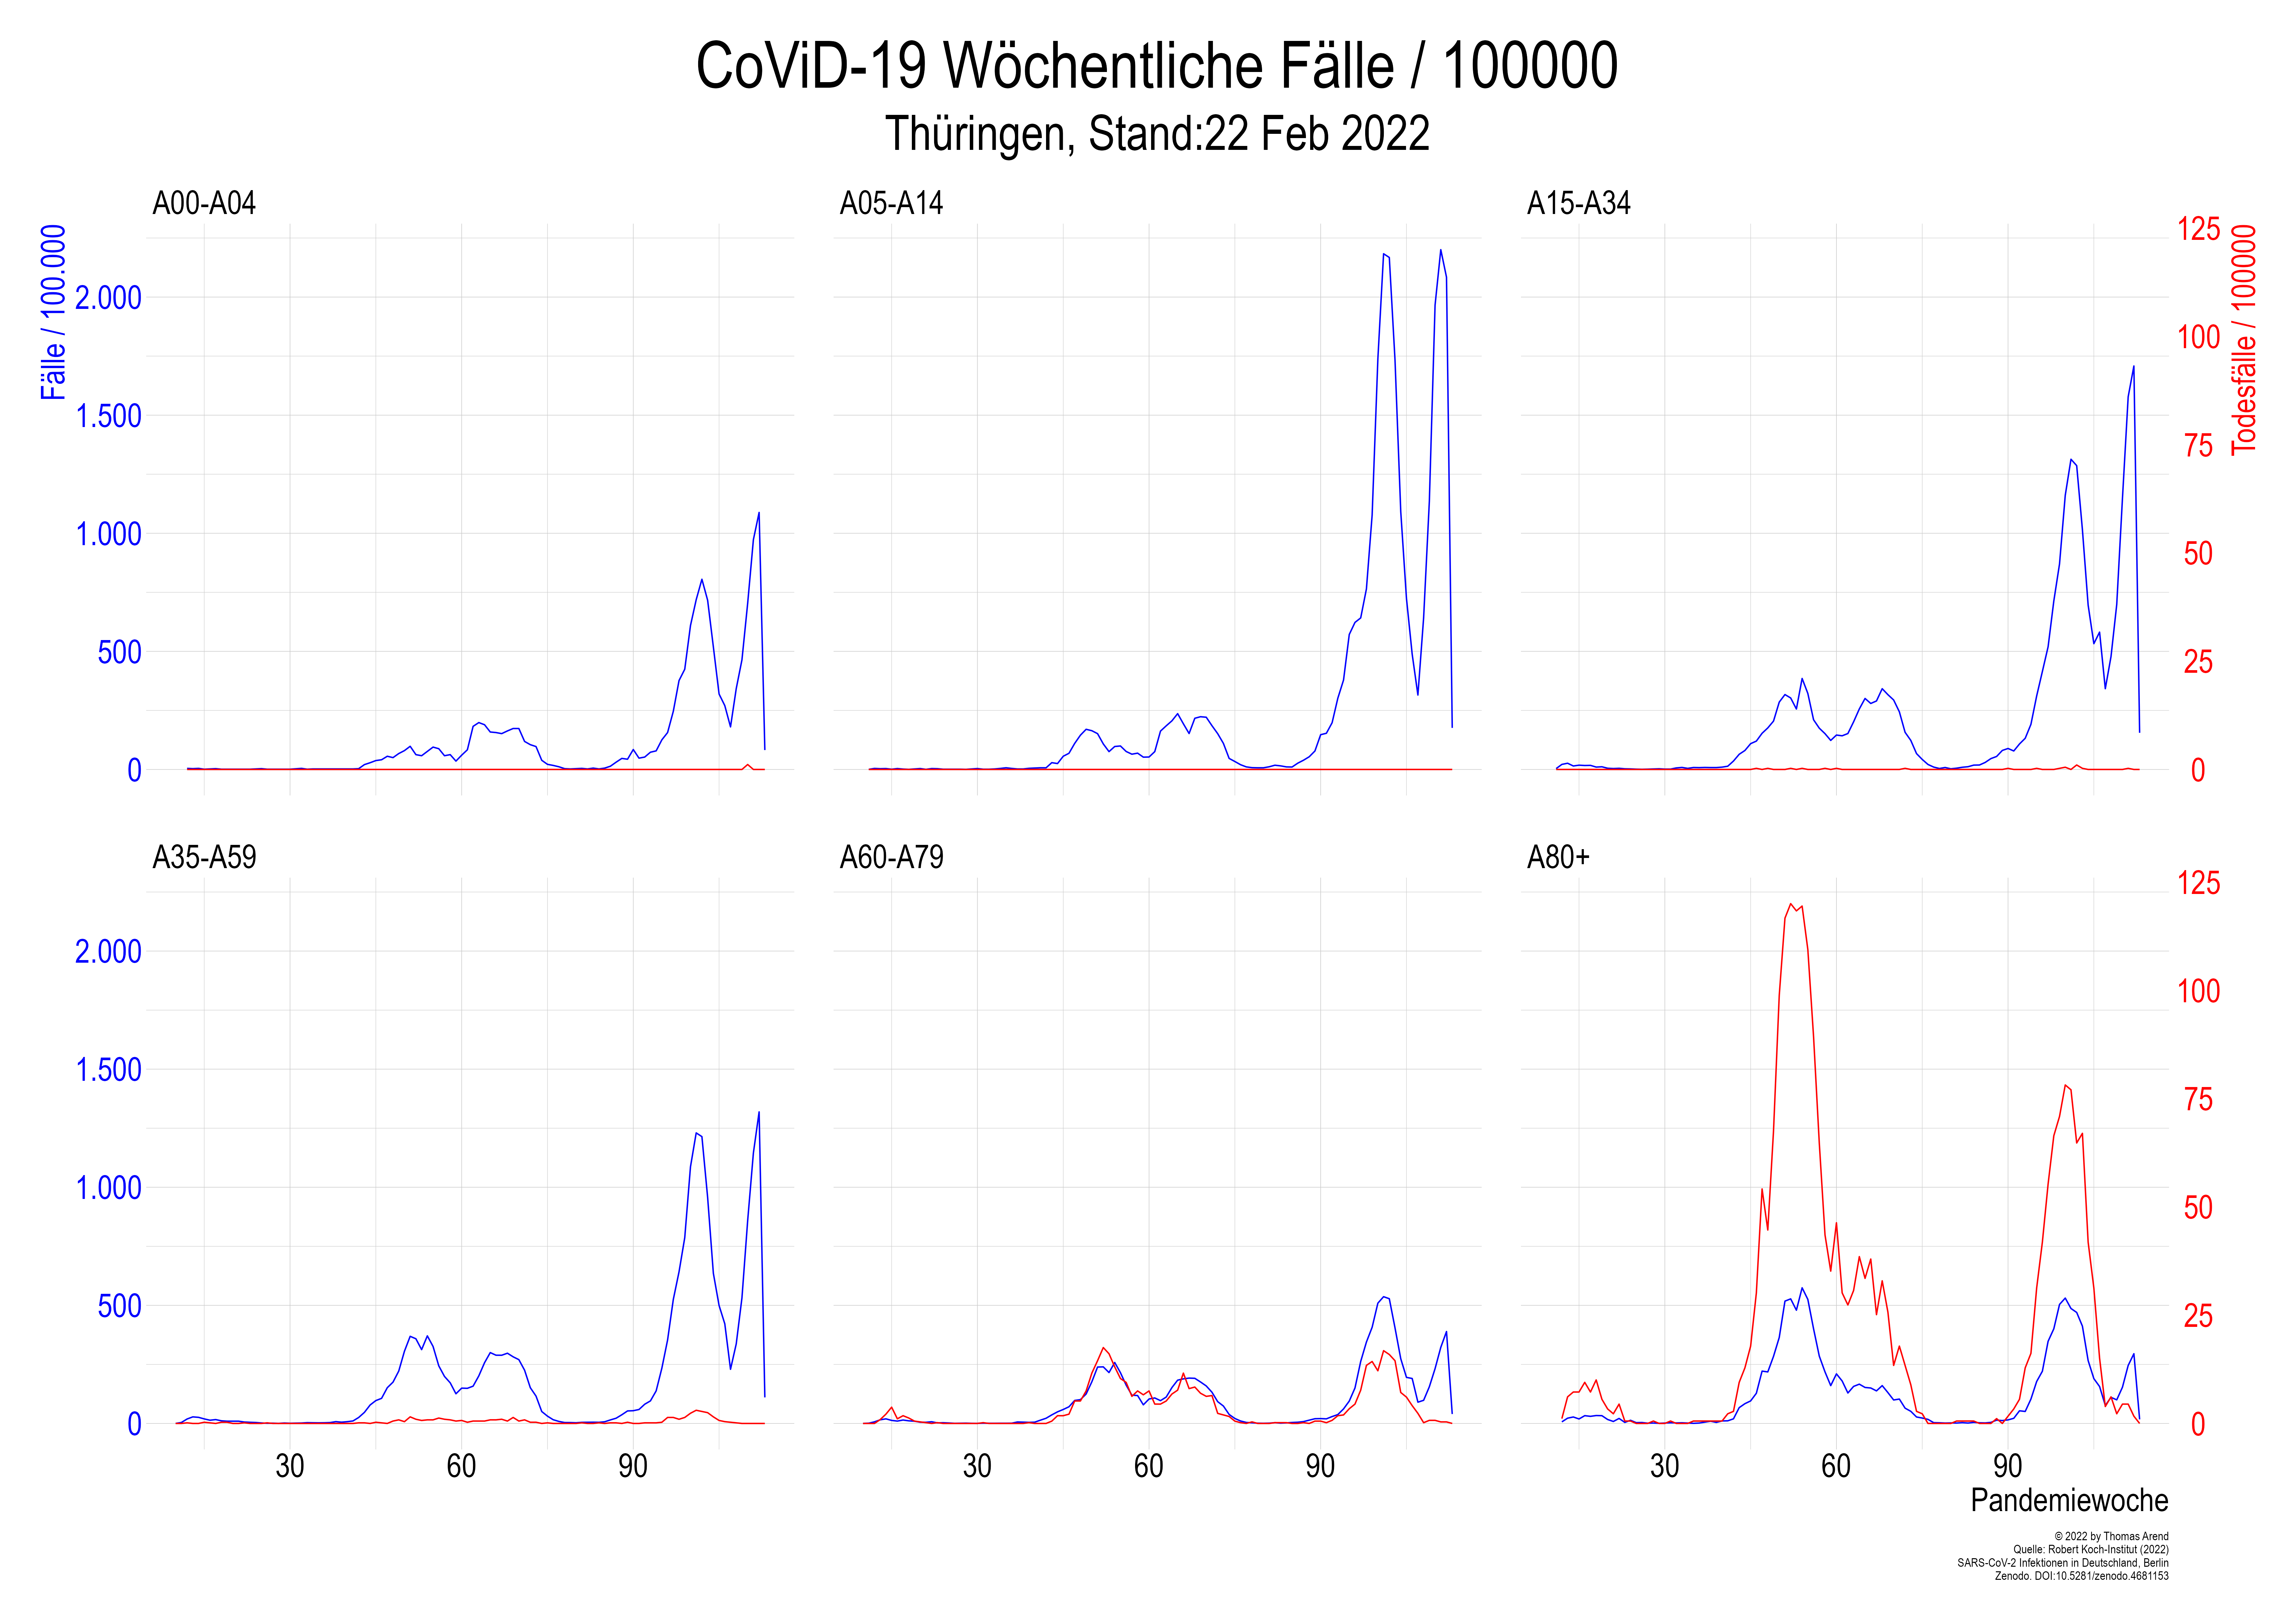 CoViD-19 Wöchentliche Fälle / 100000
Thüringen, Stand:22 Feb 2022
A00-A04
A05-A14
A15-A34
Fälle / 100.000
2.000
1.500
1.000
500
0
125
100
75
50
25
0
Todesfälle / 100000
A35-A59
A60-A79
A80+
2.000
1.500
1.000
500
0
125
100
75
50
25
0
30 60 90
30 60 90
30 60 90
Pandemiewoche
© 2022 by Thomas Arend
Quelle: Robert Koch-Institut (2022)
SARS-CoV-2 Infektionen in Deutschland, Berlin
Zenodo. DOI:10.5281/zenodo.4681153